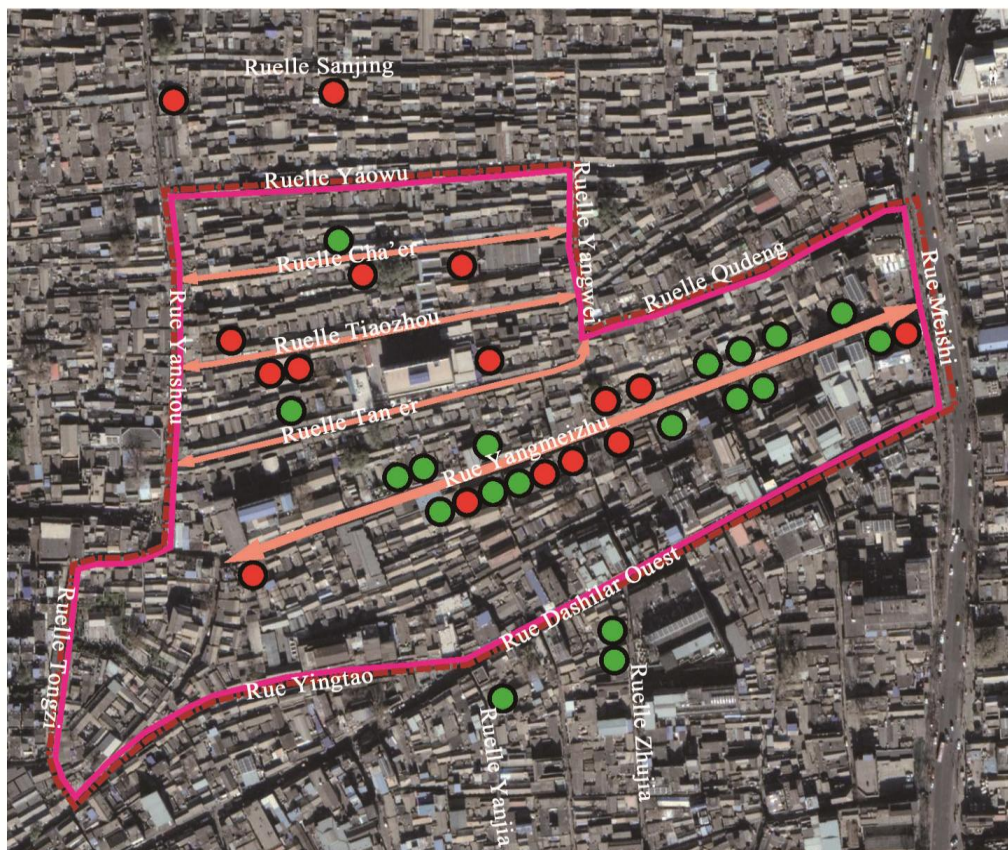 Ruelle Sanjing
Ruelle Yaowu
Ruelle Yangwei
Ruelle Cha'er
Ruelle Qudeng
Rue Meishi
Rue Yanshou
Ruelle Tiaozhou
Ruelle Tan'er
Rue Yangmeizhu
Rue Dashilar Ouest
Ruelle Tongzi
Rue Yingtao
Ruelle Yanjia
Ruelle Zhujia